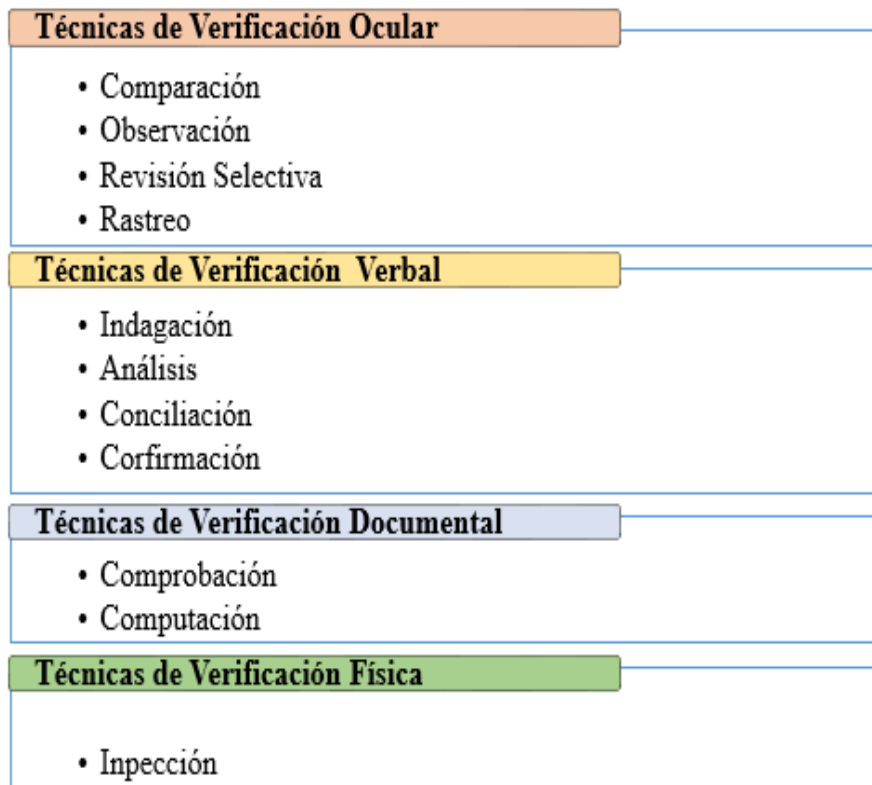 Técnicas de Verificación Ocular
• Comparación
• Observación
• Revisión Selectiva
• Rastreo
Técnicas de Verificación Verbal
• Indagación
• Análisis
• Conciliación
• Corfirmación
Técnicas de Verificación Documental
• Comprobación
• Computación
Técnicas de Verificación Física
• Inpección